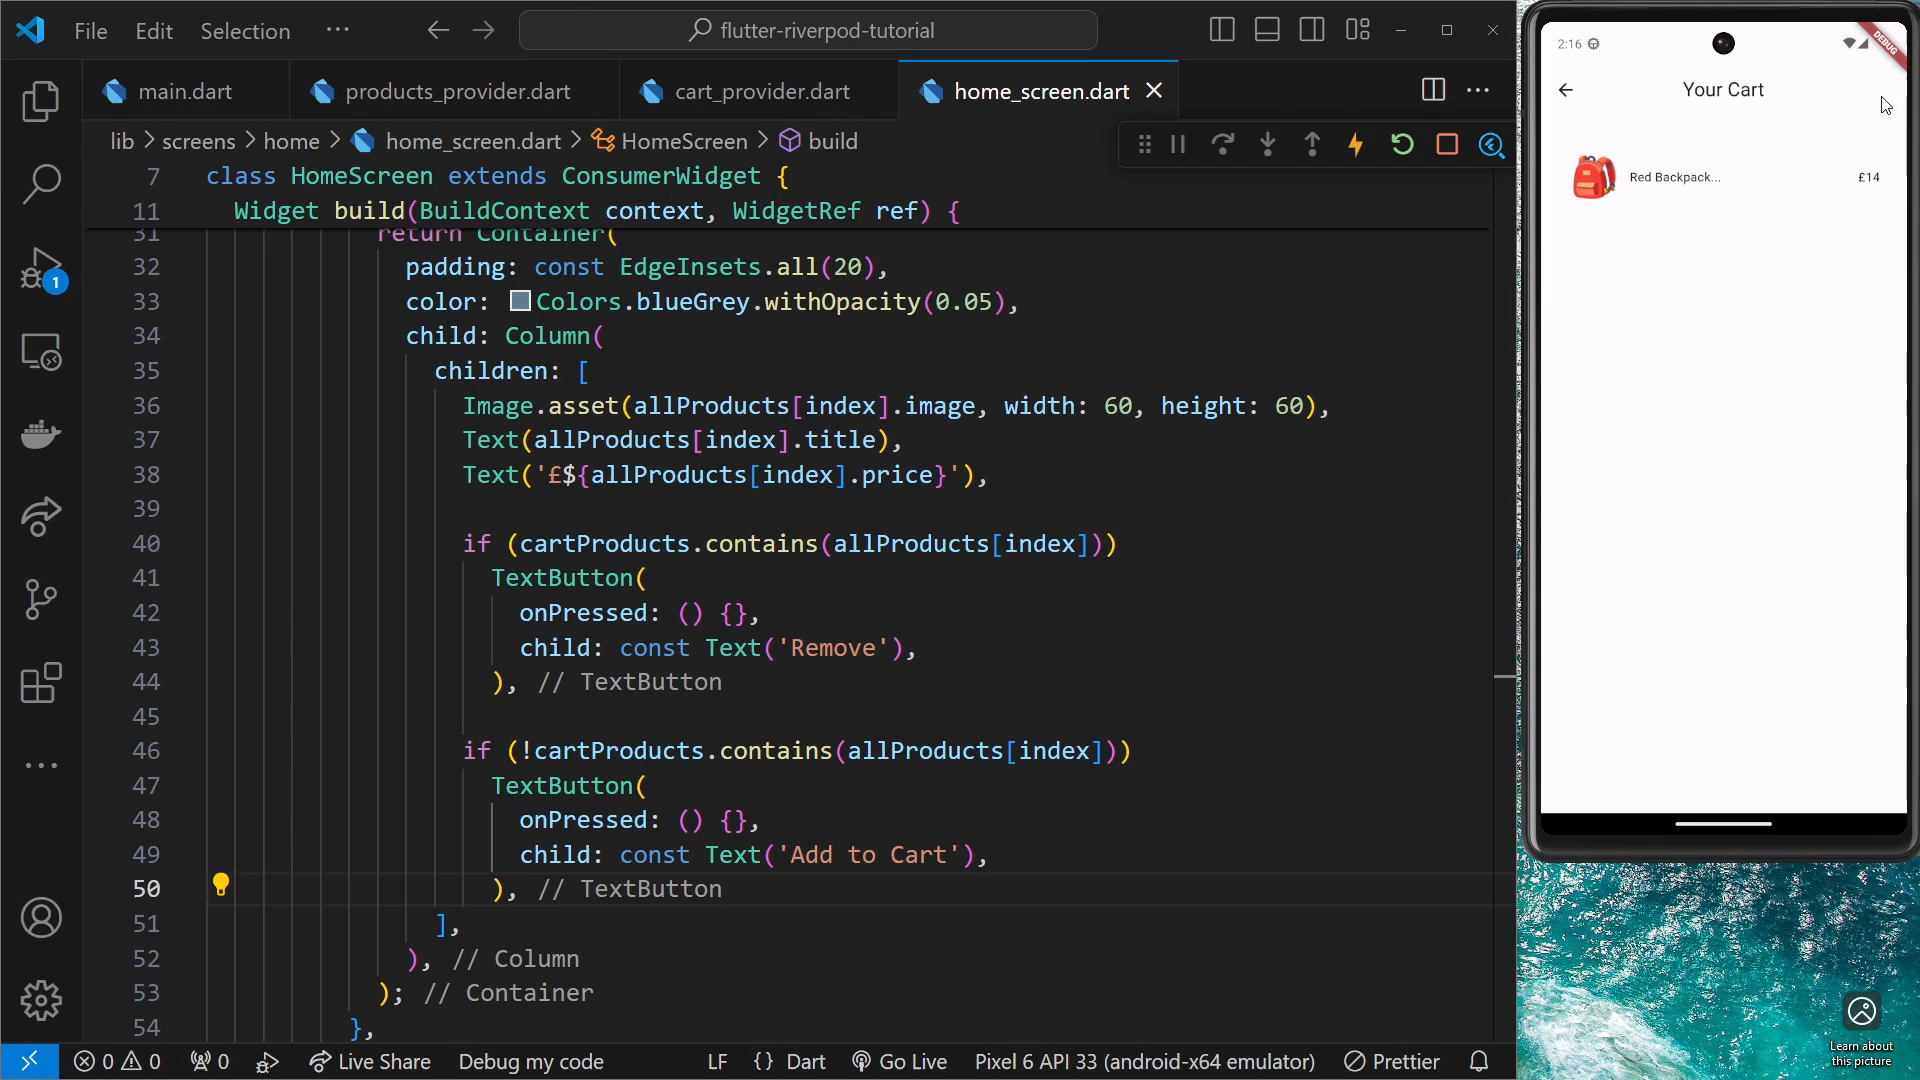 File Edit Selection ··· flutter-riverpod-tutorial
main.dart products_provider.dart cart_provider.dart home_screen.dart
lib > screens > home > home_screen.dart > HomeScreen > build
7 class HomeScreen extends ConsumerWidget {
11 Widget build(BuildContext context, WidgetRef ref) {
31 return Container(
32 padding: const EdgeInsets.all(20),
33 color: Colors.blueGrey.withOpacity(0.05),
34 child: Column(
35 children: [
36 Image.asset(allProducts[index].image, width: 60, height: 60),
37 Text(allProducts[index].title),
38 Text('£${allProducts[index].price}'),
39
40 if (cartProducts.contains(allProducts[index]))
41 TextButton(
42 onPressed: () {},
43 child: const Text('Remove'),
44 ), // TextButton
45
46 if (!cartProducts.contains(allProducts[index]))
47 TextButton(
48 onPressed: () {},
49 child: const Text('Add to Cart'),
50 ), // TextButton
51 ],
52 ), // Column
53 ); // Container
54 },
1
0 0 0 Live Share Debug my code LF {} Dart Go Live Pixel 6 API 33 (android-x64 emulator) Prettier
2:16
DEBUG
Your Cart
Red Backpack... £14
Learn about
this picture